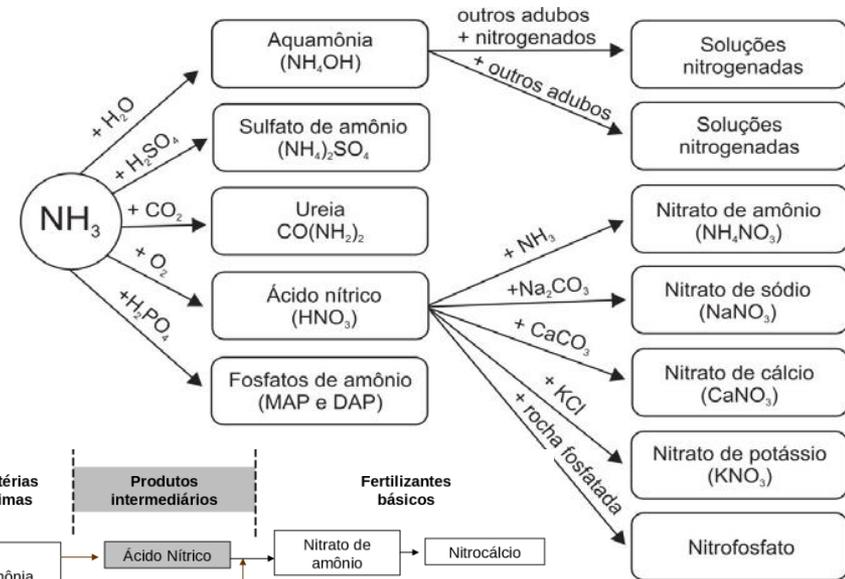 NH₃
+ H₂O
+ H₂SO₄
+ CO₂
+ O₂
+H₂PO₄
Aquamônia
(NH₄OH)
Sulfato de amônio
(NH₄)₂SO₄
Ureia
CO(NH₂)₂
Ácido nítrico
(HNO₃)
Fosfatos de amônio
(MAP e DAP)
outros adubos
+ nitrogenados
+ outros adubos
+ NH₃
+Na₂CO₃
+ CaCO₃
+ KCl
+ rocha fosfatada
Soluções
nitrogenadas
Soluções
nitrogenadas
Nitrato de amônio
(NH₄NO₃)
Nitrato de sódio
(NaNO₃)
Nitrato de cálcio
(CaNO₃)
Nitrato de potássio
(KNO₃)
Nitrofosfato
Produtos
intermediários
Fertilizantes
básicos
Ácido Nítrico
Nitrato de
amônio
Nitrocálcio